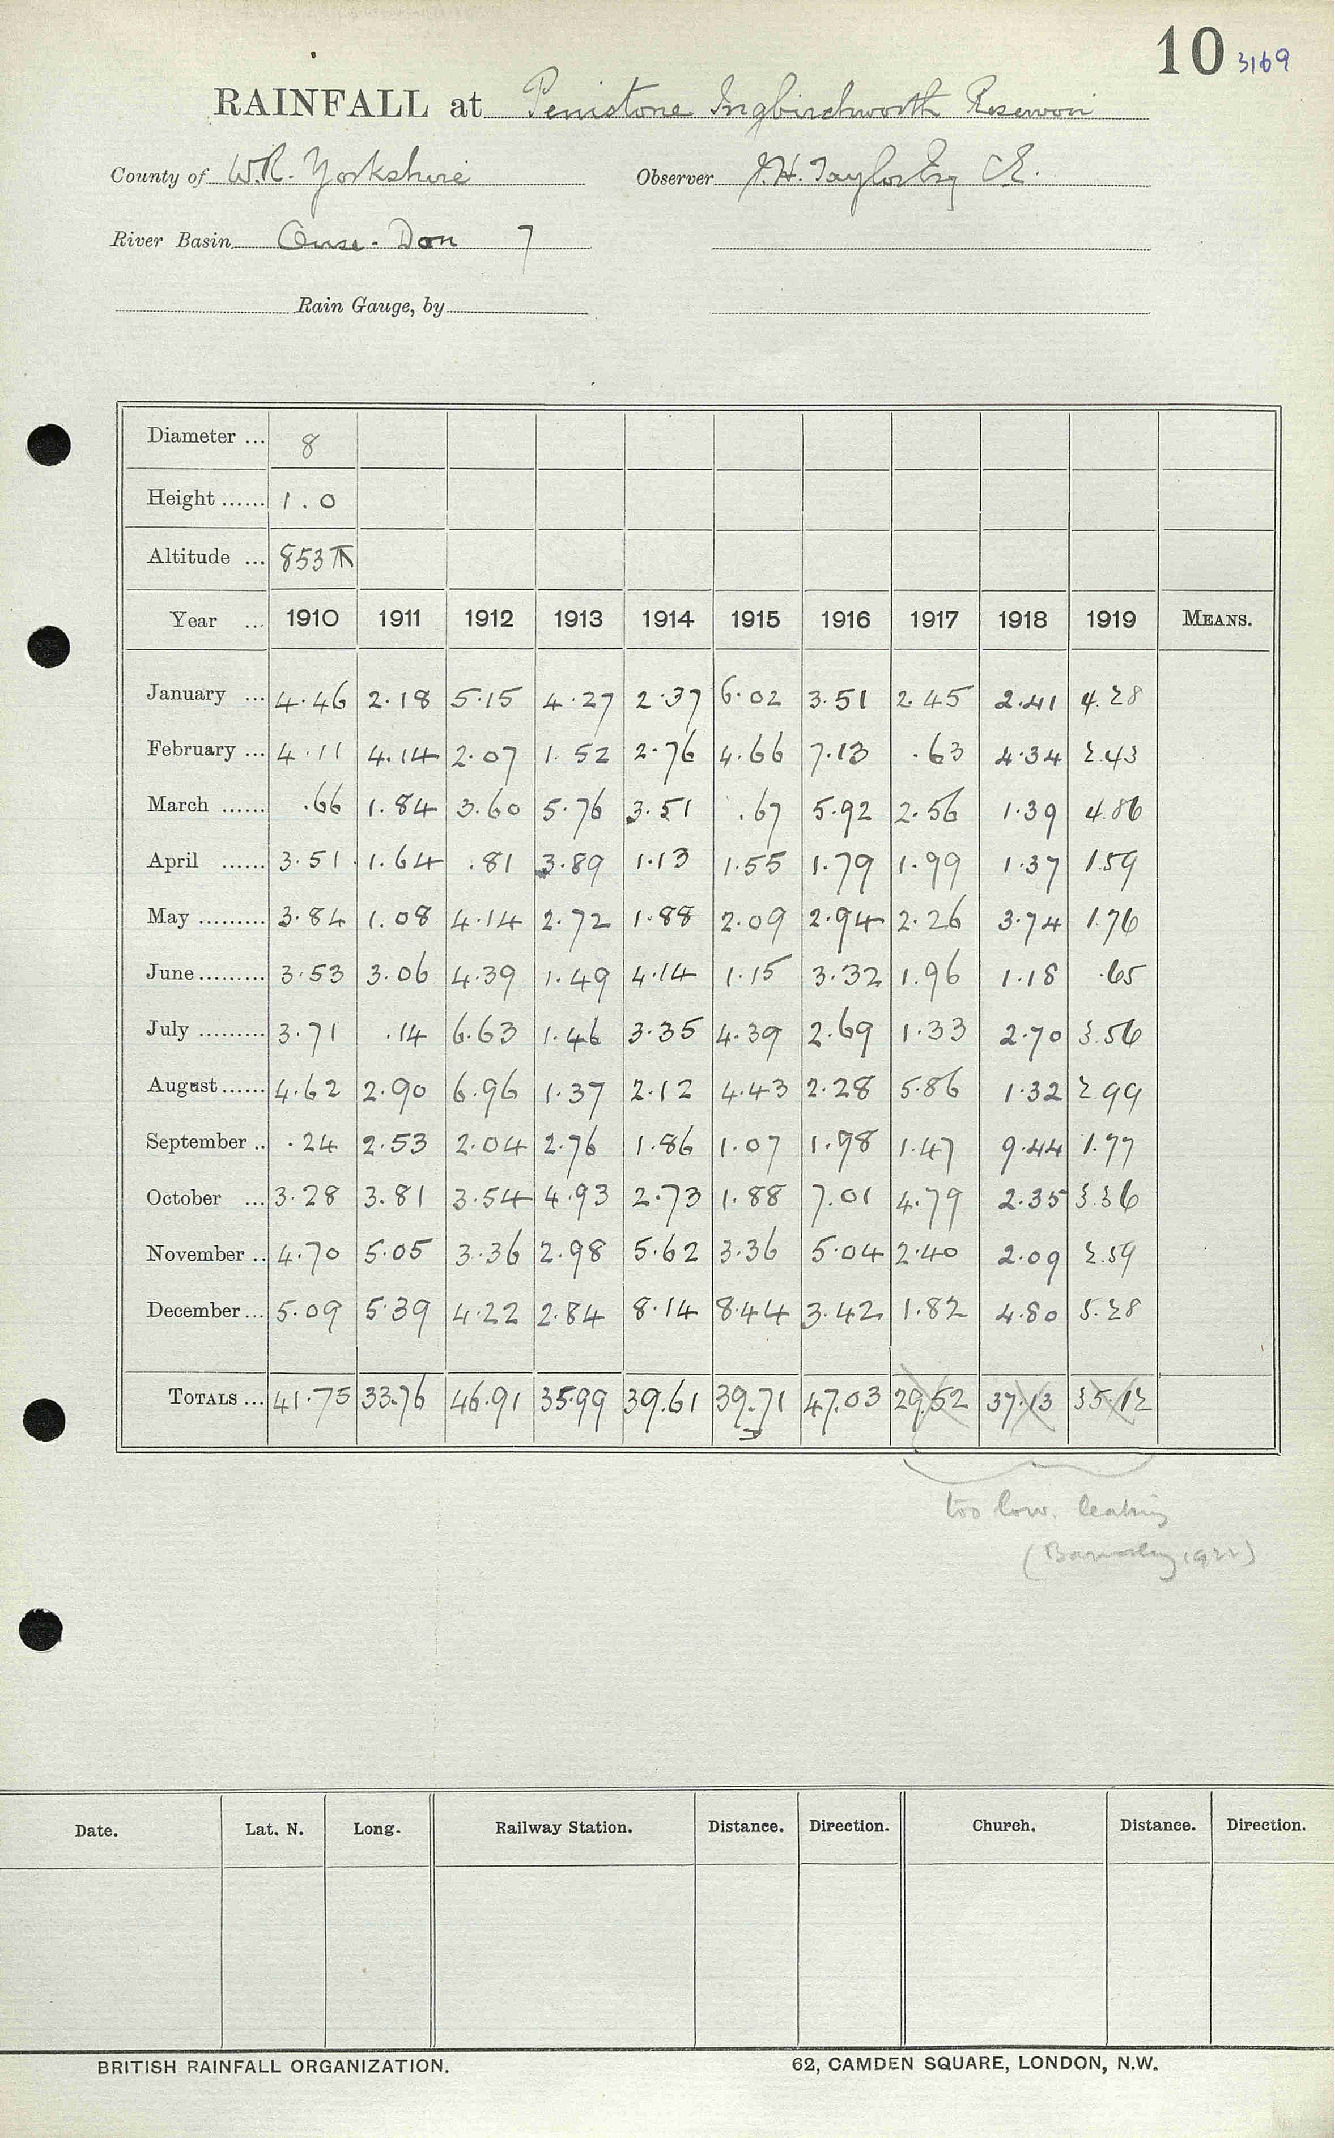 10 3169
RAINFALL at Penistone Ingbirchworth Reservoir
County of W.R. Yorkshire Observer J.H. Taylor Esq C.E.
River Basin Ouse. Don 7
Rain Gauge, by
Diameter ... 8
Height ...... 1.0
Altitude ... 853
Year ... 1910 1911 1912 1913 1914 1915 1916 1917 1918 1919 MEANS.
January ... 4.46 2.18 5.15 4.27 2.37 6.02 3.51 2.45 2.41 4.28
February ... 4.11 4.14 2.07 1.52 2.76 4.66 7.13 .63 4.34 2.43
March ...... .66 1.84 3.60 5.76 3.51 .67 5.92 2.56 1.39 4.86
April ...... 3.51 1.64 .81 3.89 1.13 1.55 1.79 1.99 1.37 1.59
May ......... 3.84 1.08 4.14 2.72 1.88 2.09 2.94 2.26 3.74 1.76
June ......... 3.53 3.06 4.39 1.49 4.14 1.15 3.32 1.96 1.18 .65
July ......... 3.71 .14 6.63 1.46 3.35 4.39 2.69 1.33 2.70 3.56
August ...... 4.62 2.90 6.96 1.37 2.12 4.43 2.28 5.86 1.32 2.99
September .. .24 2.53 2.04 2.76 1.86 1.07 1.98 1.47 9.44 1.77
October ... 3.28 3.81 3.54 4.93 2.73 1.88 7.01 4.79 2.35 3.36
November .. 4.70 5.05 3.36 2.98 5.62 3.36 5.04 2.40 2.09 2.59
December ... 5.09 5.39 4.22 2.84 8.14 8.44 3.42 1.82 4.80 5.28
TOTALS ... 41.75 33.76 46.91 35.99 39.61 39.71 47.03 29.52 37.13 35.12
too low. leaking
(Barnsley 1922)
Date. Lat. N. Long. Railway Station. Distance. Direction. Church. Distance. Direction.
BRITISH RAINFALL ORGANIZATION. 62, CAMDEN SQUARE, LONDON, N.W.